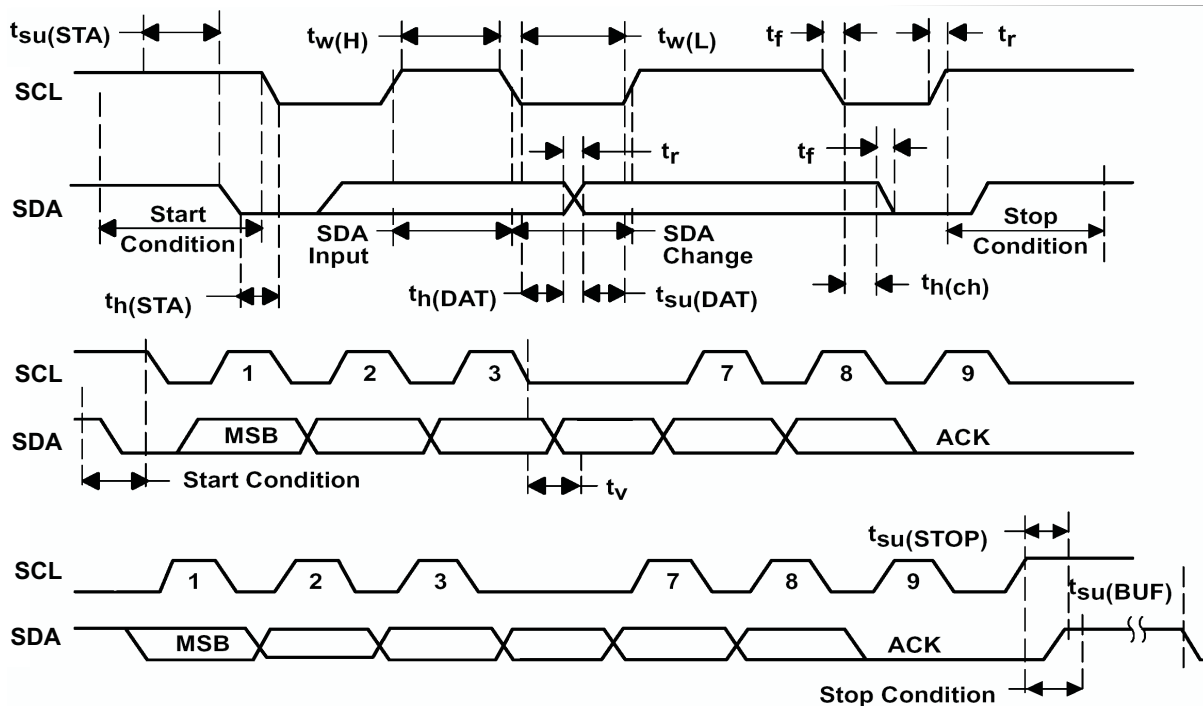 tsu(STA)
tw(H)
tw(L)
tf
tr
SCL
tr
tf
SDA
Start
Condition
SDA
Input
SDA
Change
Stop
Condition
th(STA)
th(DAT)
tsu(DAT)
th(ch)
SCL
1
2
3
7
8
9
SDA
MSB
ACK
Start Condition
tv
tsu(STOP)
SCL
1
2
3
7
8
9
tsu(BUF)
SDA
MSB
ACK
Stop Condition